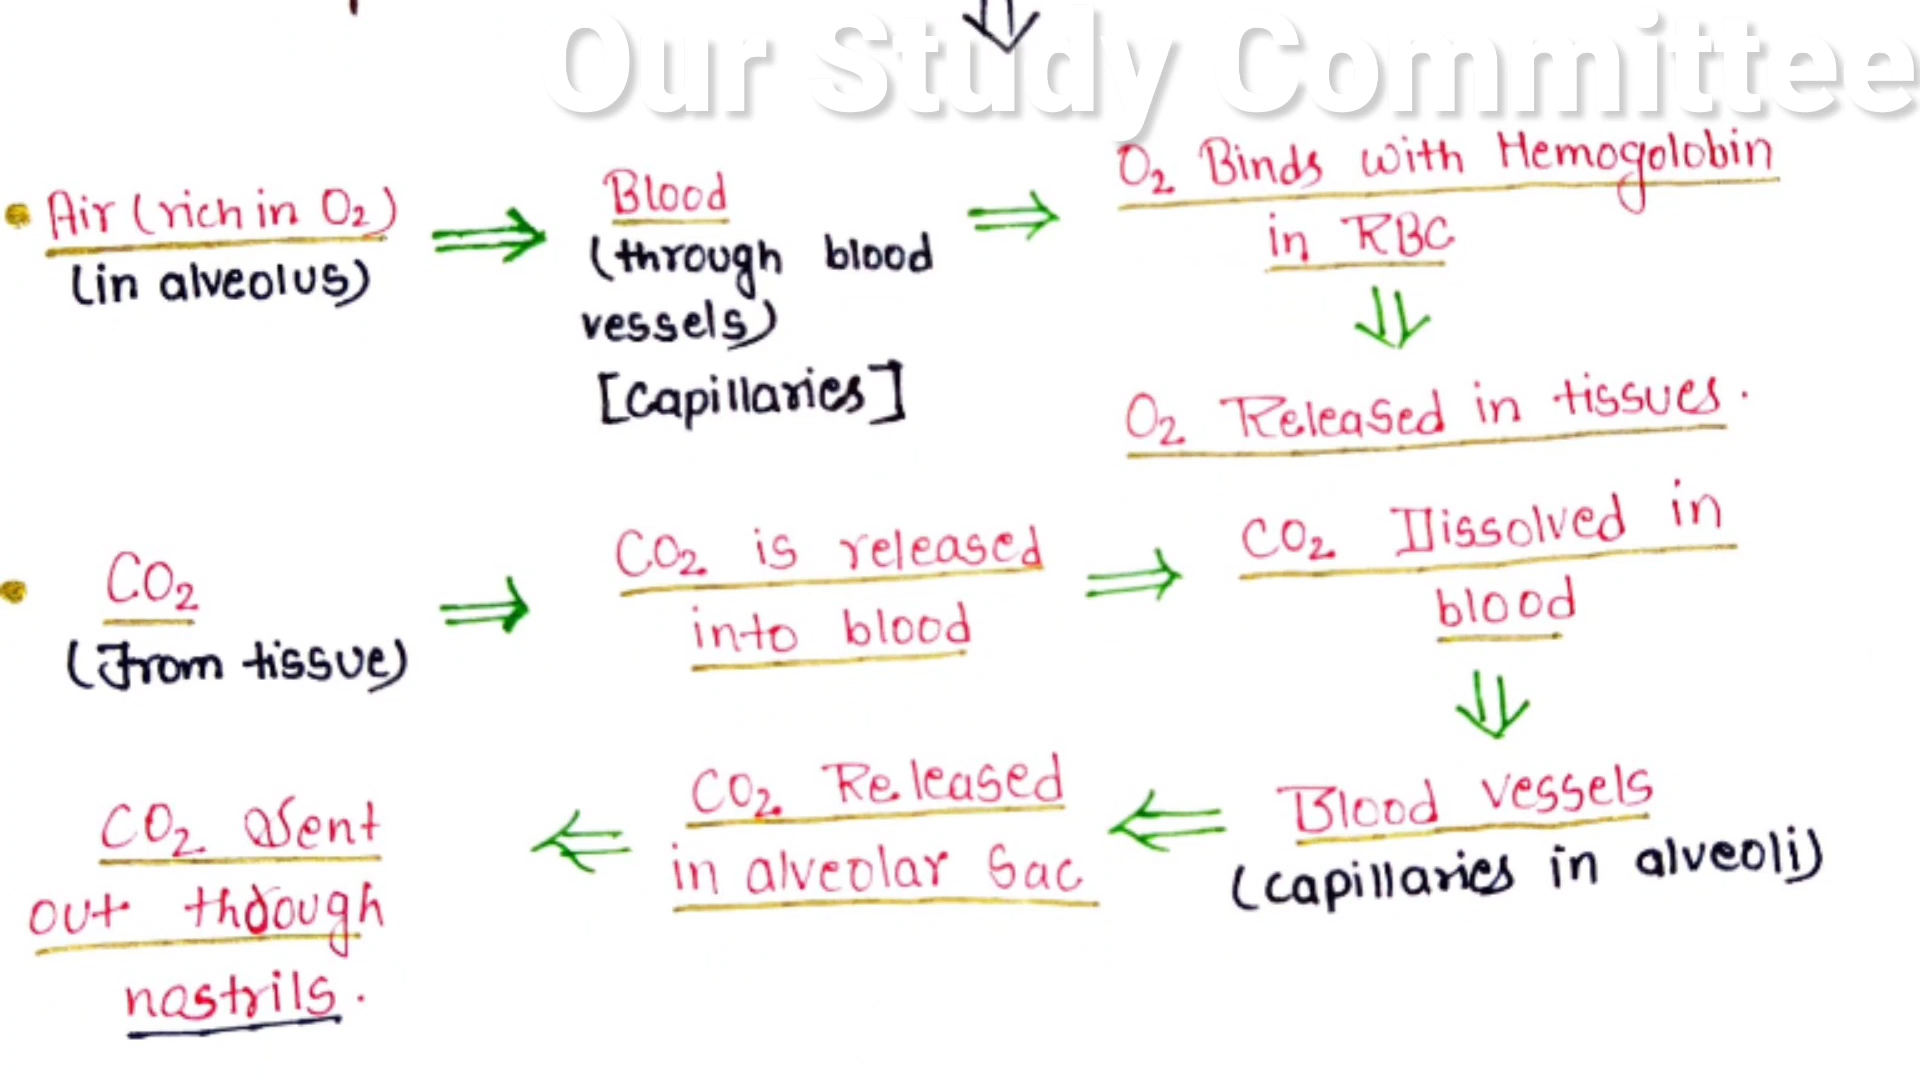 Our Study Committee
• Air (rich in O₂)
(in alveolus)
Blood
(through blood
vessels)
[Capillaries]
O₂ Binds with Hemogolobin
in RBC
O₂ Released in tissues.
• CO₂
(From tissue)
CO₂ is released
into blood
CO₂ Dissolved in
blood
Blood vessels
(capillaries in alveoli)
CO₂ Released
in alveolar Sac
CO₂ Sent
out through
nostrils.